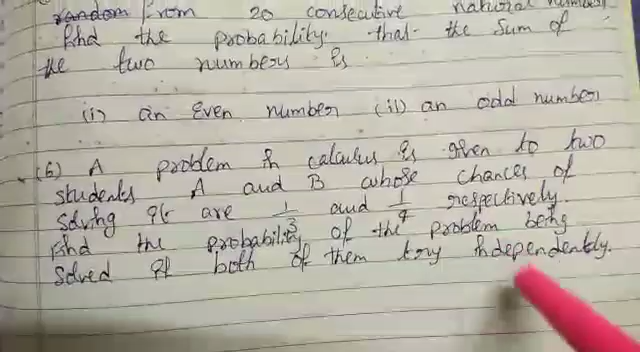 random From 20 consecutive natural numbers
find the probability that the sum of
the two numbers is
(i) an even number (ii) an odd number
(6) A problem in calculus is given to two
students A and B whose chances of
solving it are 1/3 and 1/4 respectively.
Find the probability of the problem being
solved if both of them try independently.